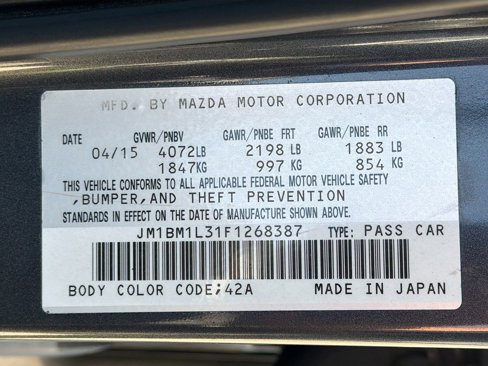 MFD. BY MAZDA MOTOR CORPORATION
DATE GVWR/PNBV GAWR/PNBE FRT GAWR/PNBE RR
04/15 4072LB 2198 LB 1883 LB
1847KG 997 KG 854 KG
THIS VEHICLE CONFORMS TO ALL APPLICABLE FEDERAL MOTOR VEHICLE SAFETY
,BUMPER,AND THEFT PREVENTION
STANDARDS IN EFFECT ON THE DATE OF MANUFACTURE SHOWN ABOVE.
JM1BM1L31F1268387 TYPE: PASS CAR
BODY COLOR CODE;42A MADE IN JAPAN